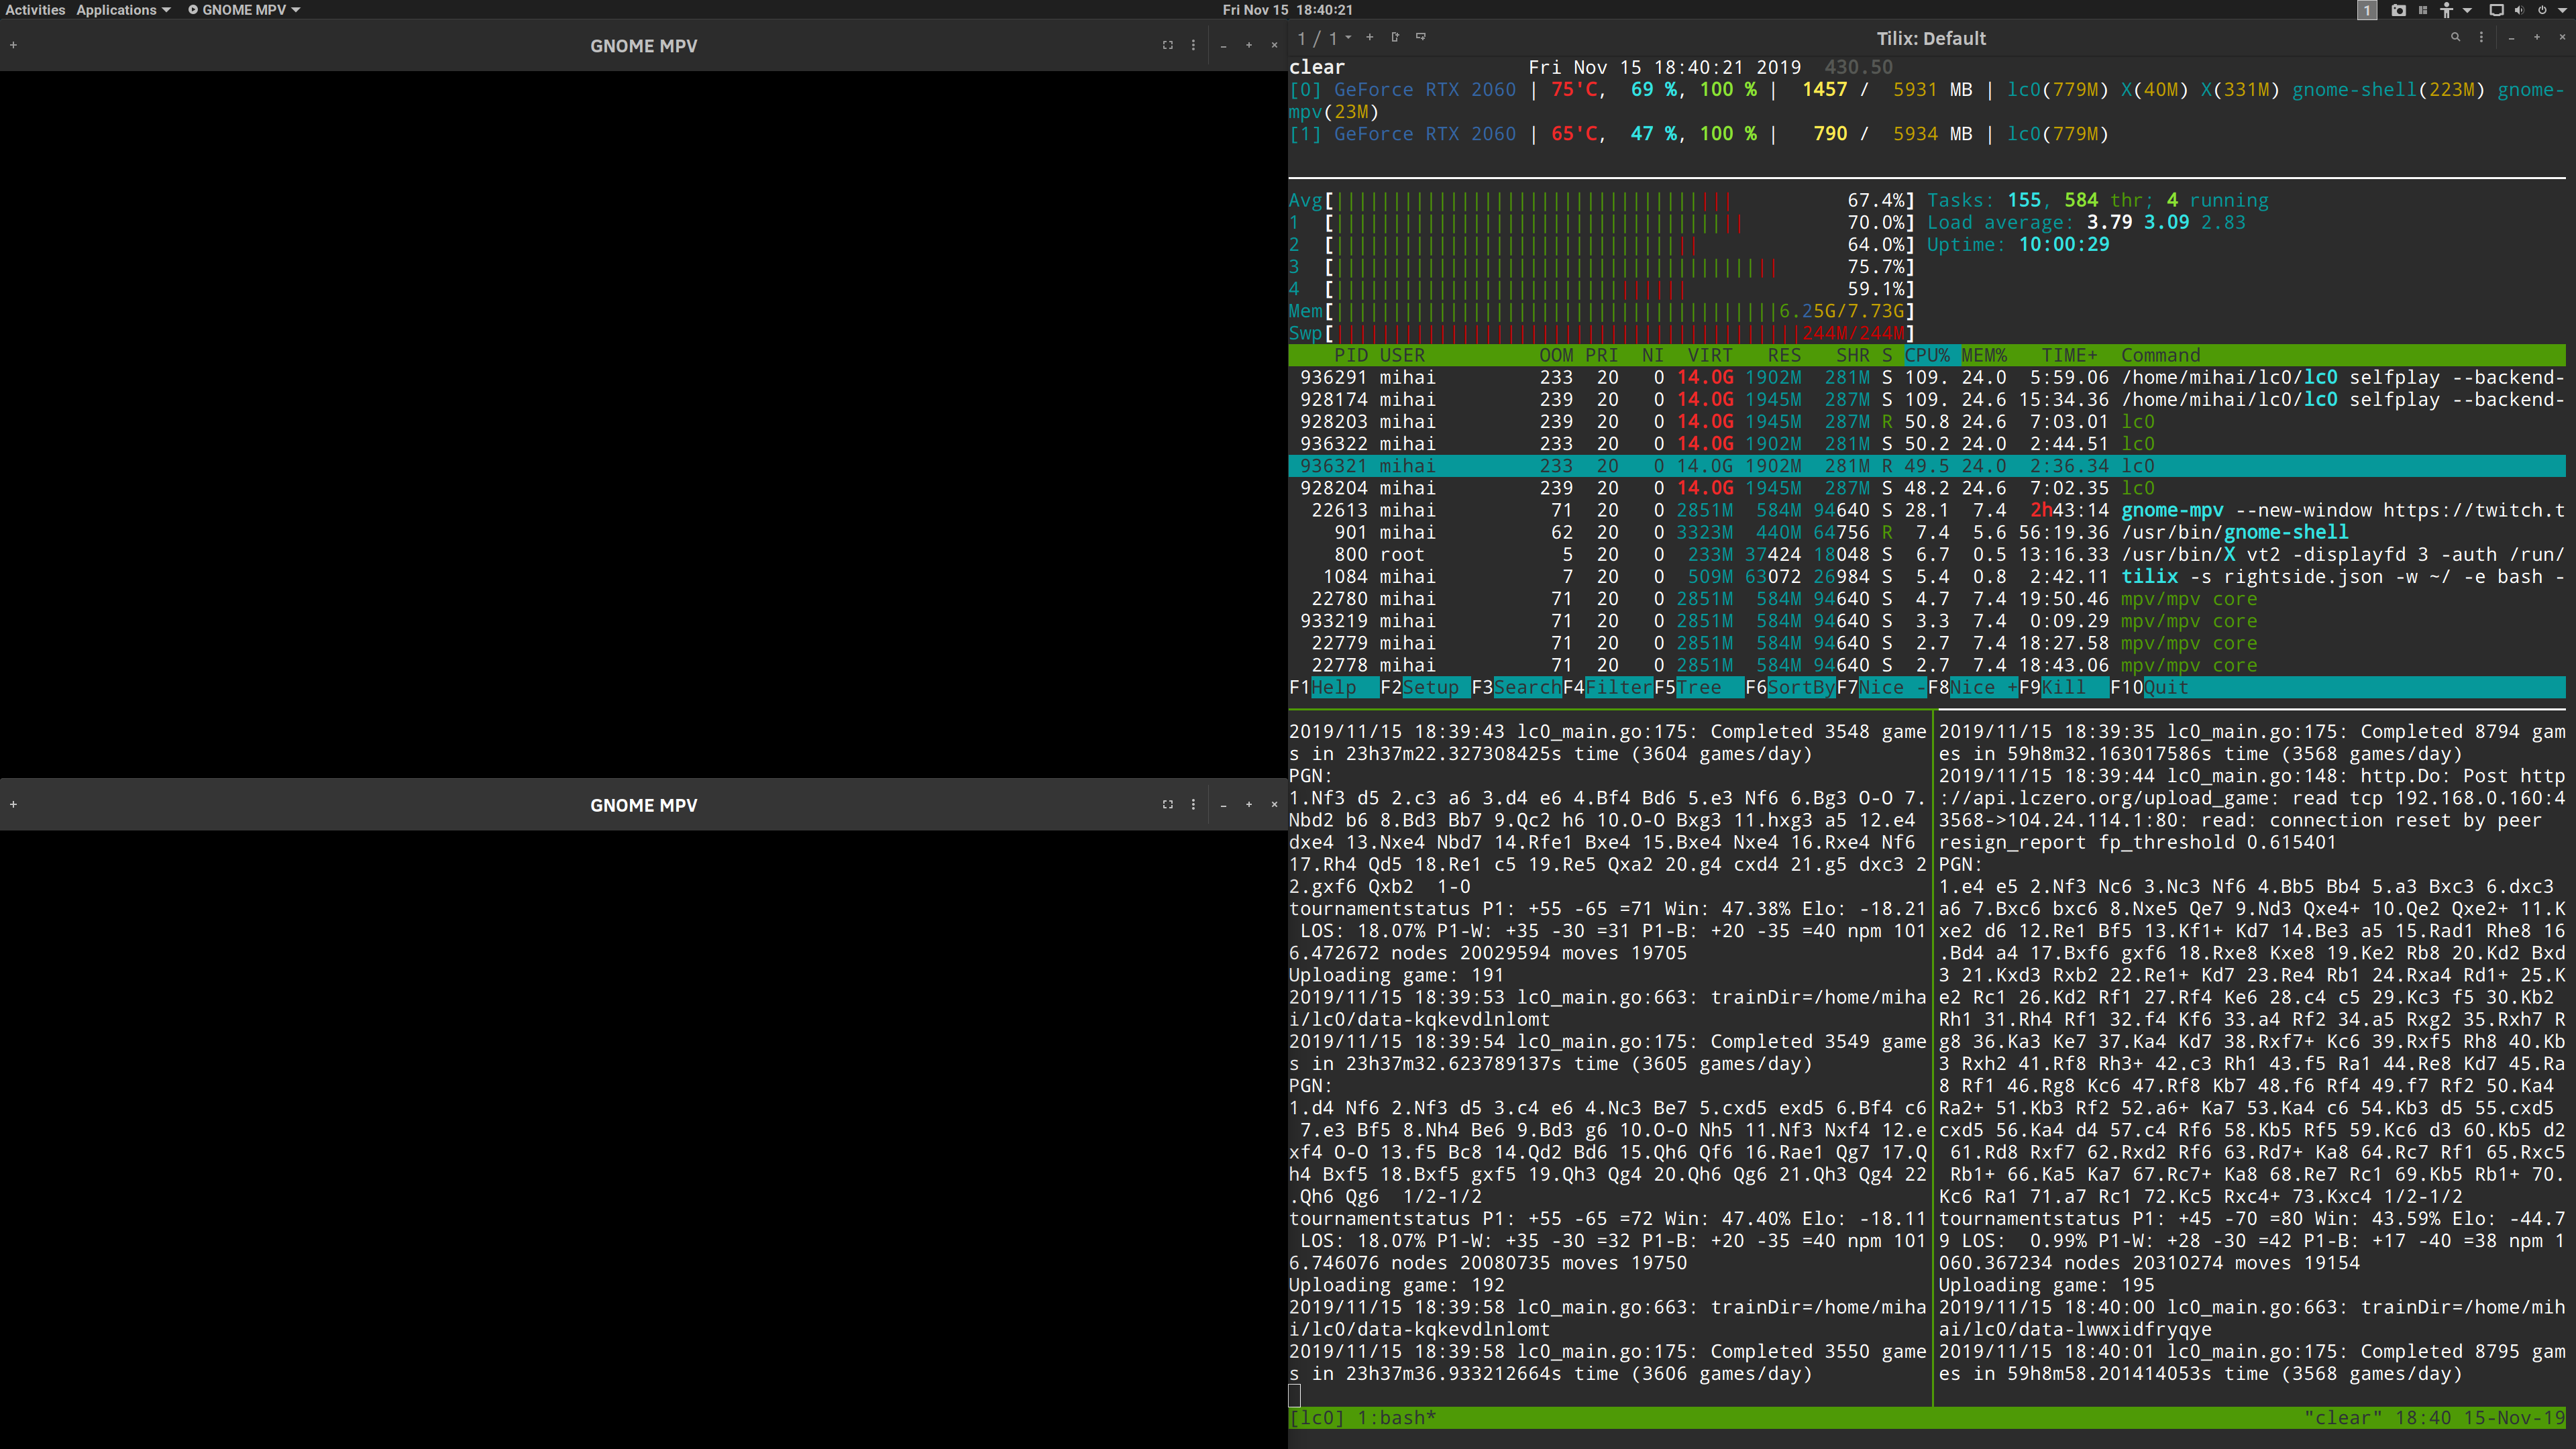 Activities Applications GNOME MPV Fri Nov 15 18:40:21 1
GNOME MPV
GNOME MPV
1 / 1 Tilix: Default
clear Fri Nov 15 18:40:21 2019 430.50
[0] GeForce RTX 2060 | 75'C, 69 %, 100 % | 1457 / 5931 MB | lc0(779M) X(40M) X(331M) gnome-shell(223M) gnome-
mpv(23M)
[1] GeForce RTX 2060 | 65'C, 47 %, 100 % | 790 / 5934 MB | lc0(779M)
Avg[ 67.4%] Tasks: 155, 584 thr; 4 running
1 [ 70.0%] Load average: 3.79 3.09 2.83
2 [ 64.0%] Uptime: 10:00:29
3 [ 75.7%]
4 [ 59.1%]
Mem[ 6.25G/7.73G]
Swp[ 244M/244M]
PID USER OOM PRI NI VIRT RES SHR S CPU% MEM% TIME+ Command
936291 mihai 233 20 0 14.0G 1902M 281M S 109. 24.0 5:59.06 /home/mihai/lc0/lc0 selfplay --backend-
928174 mihai 239 20 0 14.0G 1945M 287M S 109. 24.6 15:34.36 /home/mihai/lc0/lc0 selfplay --backend-
928203 mihai 239 20 0 14.0G 1945M 287M R 50.8 24.6 7:03.01 lc0
936322 mihai 233 20 0 14.0G 1902M 281M S 50.2 24.0 2:44.51 lc0
936321 mihai 233 20 0 14.0G 1902M 281M R 49.5 24.0 2:36.34 lc0
928204 mihai 239 20 0 14.0G 1945M 287M S 48.2 24.6 7:02.35 lc0
22613 mihai 71 20 0 2851M 584M 94640 S 28.1 7.4 2h43:14 gnome-mpv --new-window https://twitch.t
901 mihai 62 20 0 3323M 440M 64756 R 7.4 5.6 56:19.36 /usr/bin/gnome-shell
800 root 5 20 0 233M 37424 18048 S 6.7 0.5 13:16.33 /usr/bin/X vt2 -displayfd 3 -auth /run/
1084 mihai 7 20 0 509M 63072 26984 S 5.4 0.8 2:42.11 tilix -s rightside.json -w ~/ -e bash -
22780 mihai 71 20 0 2851M 584M 94640 S 4.7 7.4 19:50.46 mpv/mpv core
933219 mihai 71 20 0 2851M 584M 94640 S 3.3 7.4 0:09.29 mpv/mpv core
22779 mihai 71 20 0 2851M 584M 94640 S 2.7 7.4 18:27.58 mpv/mpv core
22778 mihai 71 20 0 2851M 584M 94640 S 2.7 7.4 18:43.06 mpv/mpv core
F1Help F2Setup F3SearchF4FilterF5Tree F6SortByF7Nice -F8Nice +F9Kill F10Quit
2019/11/15 18:39:43 lc0_main.go:175: Completed 3548 game
s in 23h37m22.327308425s time (3604 games/day)
PGN:
1.Nf3 d5 2.c3 a6 3.d4 e6 4.Bf4 Bd6 5.e3 Nf6 6.Bg3 O-O 7.
Nbd2 b6 8.Bd3 Bb7 9.Qc2 h6 10.O-O Bxg3 11.hxg3 a5 12.e4
dxe4 13.Nxe4 Nbd7 14.Rfe1 Bxe4 15.Bxe4 Nxe4 16.Rxe4 Nf6
17.Rh4 Qd5 18.Re1 c5 19.Re5 Qxa2 20.g4 cxd4 21.g5 dxc3 2
2.gxf6 Qxb2 1-0
tournamentstatus P1: +55 -65 =71 Win: 47.38% Elo: -18.21
LOS: 18.07% P1-W: +35 -30 =31 P1-B: +20 -35 =40 npm 101
6.472672 nodes 20029594 moves 19705
Uploading game: 191
2019/11/15 18:39:53 lc0_main.go:663: trainDir=/home/miha
i/lc0/data-kqkevdlnlomt
2019/11/15 18:39:54 lc0_main.go:175: Completed 3549 game
s in 23h37m32.623789137s time (3605 games/day)
PGN:
1.d4 Nf6 2.Nf3 d5 3.c4 e6 4.Nc3 Be7 5.cxd5 exd5 6.Bf4 c6
7.e3 Bf5 8.Nh4 Be6 9.Bd3 g6 10.O-O Nh5 11.Nf3 Nxf4 12.e
xf4 O-O 13.f5 Bc8 14.Qd2 Bd6 15.Qh6 Qf6 16.Rae1 Qg7 17.Q
h4 Bxf5 18.Bxf5 gxf5 19.Qh3 Qg4 20.Qh6 Qg6 21.Qh3 Qg4 22
.Qh6 Qg6 1/2-1/2
tournamentstatus P1: +55 -65 =72 Win: 47.40% Elo: -18.11
LOS: 18.07% P1-W: +35 -30 =32 P1-B: +20 -35 =40 npm 101
6.746076 nodes 20080735 moves 19750
Uploading game: 192
2019/11/15 18:39:58 lc0_main.go:663: trainDir=/home/miha
i/lc0/data-kqkevdlnlomt
2019/11/15 18:39:58 lc0_main.go:175: Completed 3550 game
s in 23h37m36.933212664s time (3606 games/day)
2019/11/15 18:39:35 lc0_main.go:175: Completed 8794 gam
es in 59h8m32.163017586s time (3568 games/day)
2019/11/15 18:39:44 lc0_main.go:148: http.Do: Post http
://api.lczero.org/upload_game: read tcp 192.168.0.160:4
3568->104.24.114.1:80: read: connection reset by peer
resign_report fp_threshold 0.615401
PGN:
1.e4 e5 2.Nf3 Nc6 3.Nc3 Nf6 4.Bb5 Bb4 5.a3 Bxc3 6.dxc3
a6 7.Bxc6 bxc6 8.Nxe5 Qe7 9.Nd3 Qxe4+ 10.Qe2 Qxe2+ 11.K
xe2 d6 12.Re1 Bf5 13.Kf1+ Kd7 14.Be3 a5 15.Rad1 Rhe8 16
.Bd4 a4 17.Bxf6 gxf6 18.Rxe8 Kxe8 19.Ke2 Rb8 20.Kd2 Bxd
3 21.Kxd3 Rxb2 22.Re1+ Kd7 23.Re4 Rb1 24.Rxa4 Rd1+ 25.K
e2 Rc1 26.Kd2 Rf1 27.Rf4 Ke6 28.c4 c5 29.Kc3 f5 30.Kb2
Rh1 31.Rh4 Rf1 32.f4 Kf6 33.a4 Rf2 34.a5 Rxg2 35.Rxh7 R
g8 36.Ka3 Ke7 37.Ka4 Kd7 38.Rxf7+ Kc6 39.Rxf5 Rh8 40.Kb
3 Rxh2 41.Rf8 Rh3+ 42.c3 Rh1 43.f5 Ra1 44.Re8 Kd7 45.Ra
8 Rf1 46.Rg8 Kc6 47.Rf8 Kb7 48.f6 Rf4 49.f7 Rf2 50.Ka4
Ra2+ 51.Kb3 Rf2 52.a6+ Ka7 53.Ka4 c6 54.Kb3 d5 55.cxd5
cxd5 56.Ka4 d4 57.c4 Rf6 58.Kb5 Rf5 59.Kc6 d3 60.Kb5 d2
61.Rd8 Rxf7 62.Rxd2 Rf6 63.Rd7+ Ka8 64.Rc7 Rf1 65.Rxc5
Rb1+ 66.Ka5 Ka7 67.Rc7+ Ka8 68.Re7 Rc1 69.Kb5 Rb1+ 70.
Kc6 Ra1 71.a7 Rc1 72.Kc5 Rxc4+ 73.Kxc4 1/2-1/2
tournamentstatus P1: +45 -70 =80 Win: 43.59% Elo: -44.7
9 LOS: 0.99% P1-W: +28 -30 =42 P1-B: +17 -40 =38 npm 1
060.367234 nodes 20310274 moves 19154
Uploading game: 195
2019/11/15 18:40:00 lc0_main.go:663: trainDir=/home/mih
ai/lc0/data-lwwxidfryqye
2019/11/15 18:40:01 lc0_main.go:175: Completed 8795 gam
es in 59h8m58.201414053s time (3568 games/day)
[lc0] 1:bash* "clear" 18:40 15-Nov-19